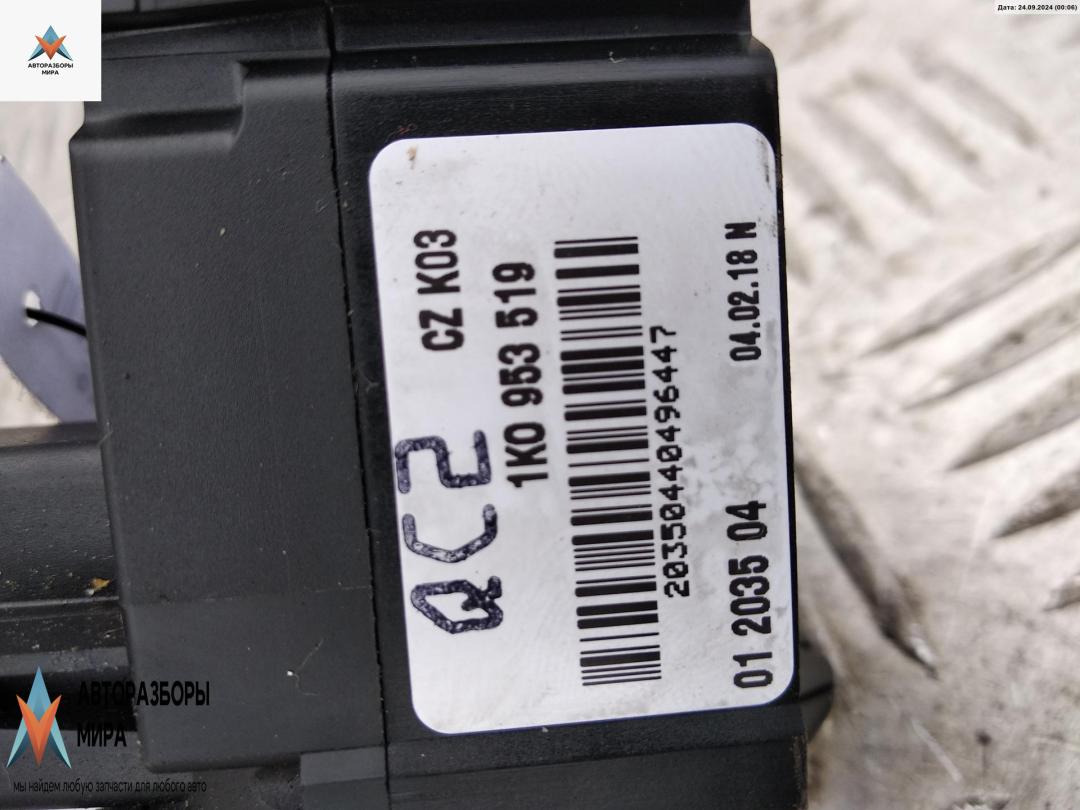 АВТОРАЗБОРЫ
МИРА
Дата: 24.09.2024 (00:06)
CZ K03
1K0 953 519
QC2
20350440496447
01 2035 04
04.02.18 N
АВТОРАЗБОРЫ
МИРА
мы найдем любую запчасти для любого авто